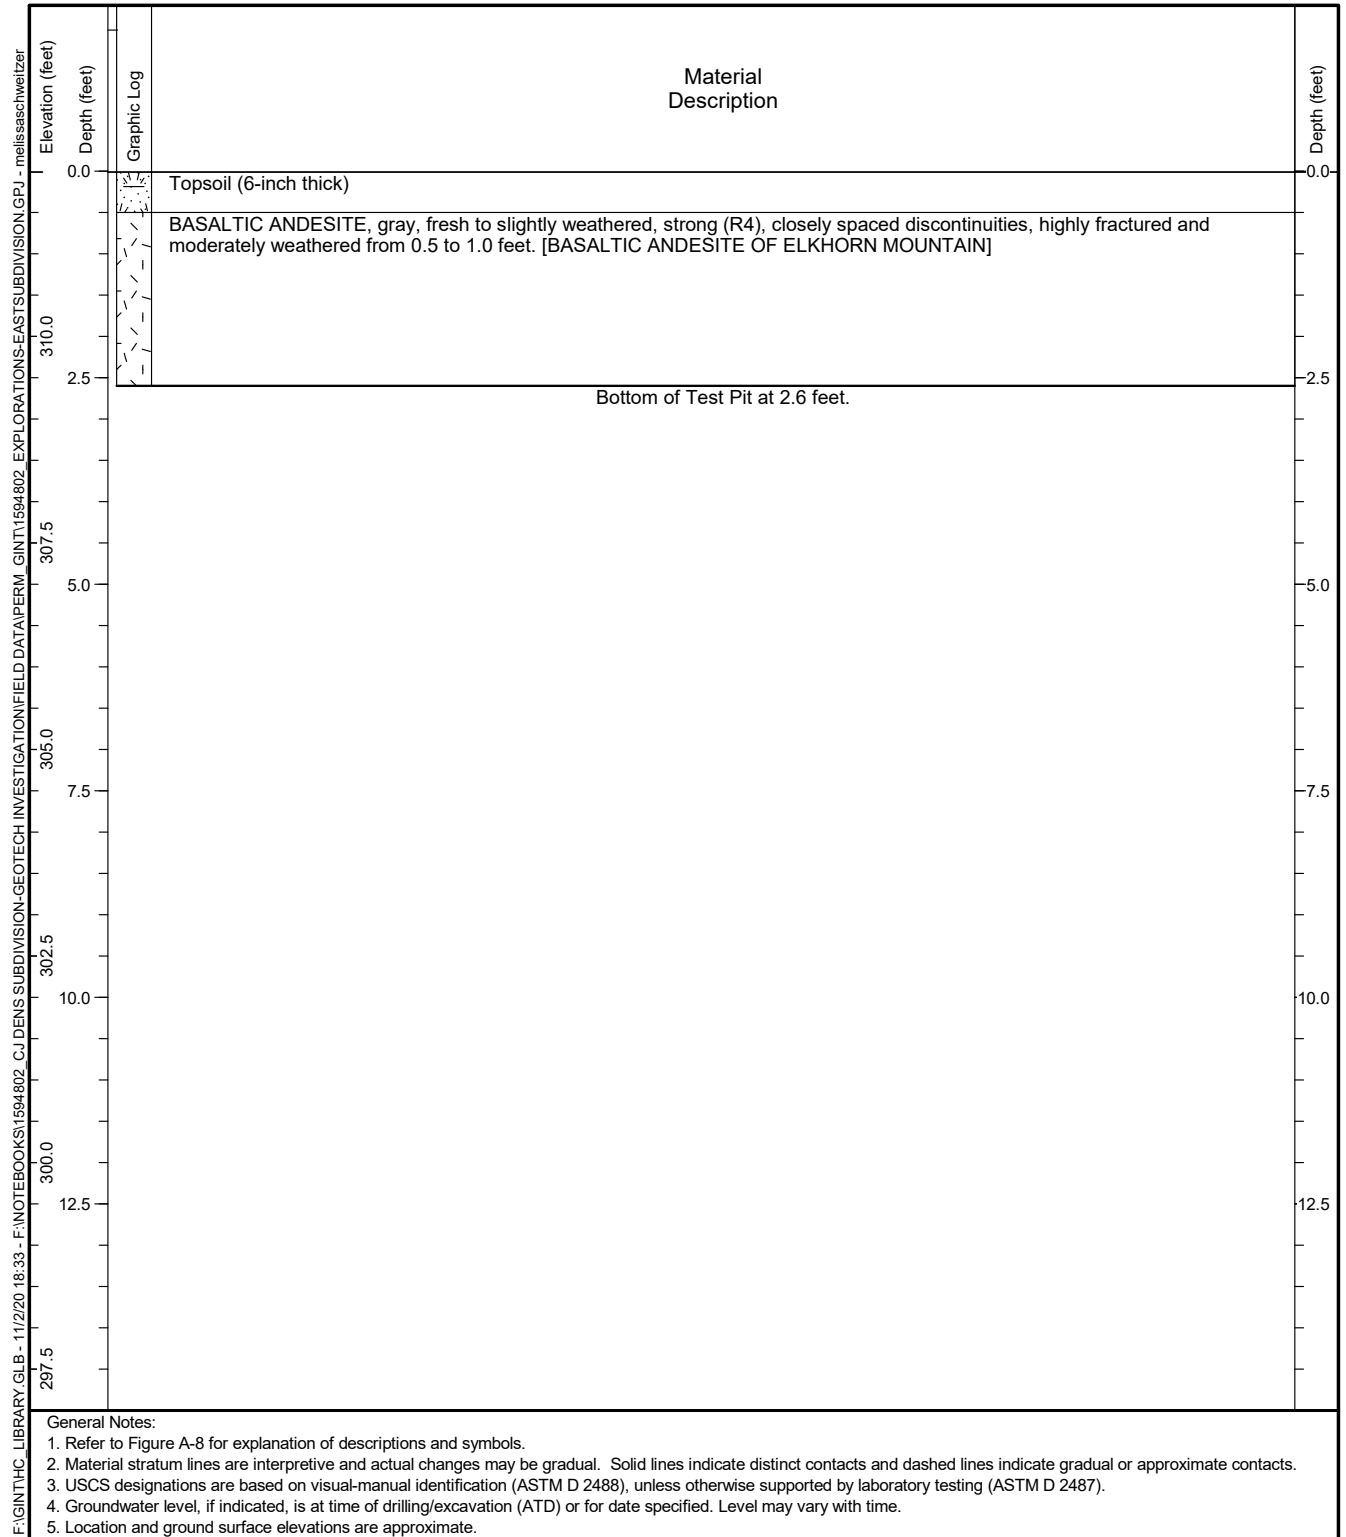 F:\GINT\HC_LIBRARY.GLB - 11/2/20 18:33 - F:\NOTEBOOKS\1594802_CJ DENS SUBDIVISION-GEOTECH INVESTIGATION\FIELD DATA\PERM_GINT\1594802_EXPLORATIONS-EASTSUBDIVISION.GPJ - melissaschweitzer
Elevation (feet)
Depth (feet)
Graphic Log
Material
Description
Depth (feet)
0.0
0.0
Topsoil (6-inch thick)
BASALTIC ANDESITE, gray, fresh to slightly weathered, strong (R4), closely spaced discontinuities, highly fractured and
moderately weathered from 0.5 to 1.0 feet. [BASALTIC ANDESITE OF ELKHORN MOUNTAIN]
310.0
2.5
2.5
Bottom of Test Pit at 2.6 feet.
307.5
5.0
5.0
305.0
7.5
7.5
302.5
10.0
10.0
300.0
12.5
12.5
297.5
General Notes:
1. Refer to Figure A-8 for explanation of descriptions and symbols.
2. Material stratum lines are interpretive and actual changes may be gradual. Solid lines indicate distinct contacts and dashed lines indicate gradual or approximate contacts.
3. USCS designations are based on visual-manual identification (ASTM D 2488), unless otherwise supported by laboratory testing (ASTM D 2487).
4. Groundwater level, if indicated, is at time of drilling/excavation (ATD) or for date specified. Level may vary with time.
5. Location and ground surface elevations are approximate.